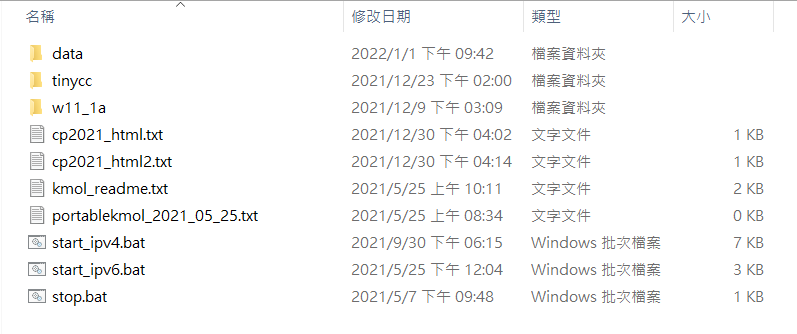 名稱 修改日期 類型 大小
data 2022/1/1 下午 09:42 檔案資料夾
tinycc 2021/12/23 下午 02:00 檔案資料夾
w11_1a 2021/12/9 下午 03:09 檔案資料夾
cp2021_html.txt 2021/12/30 下午 04:02 文字文件 1 KB
cp2021_html2.txt 2021/12/30 下午 04:14 文字文件 1 KB
kmol_readme.txt 2021/5/25 上午 10:11 文字文件 2 KB
portablekmol_2021_05_25.txt 2021/5/25 上午 08:34 文字文件 0 KB
start_ipv4.bat 2021/9/30 下午 06:15 Windows 批次檔案 7 KB
start_ipv6.bat 2021/5/25 下午 12:04 Windows 批次檔案 3 KB
stop.bat 2021/5/7 下午 09:48 Windows 批次檔案 1 KB